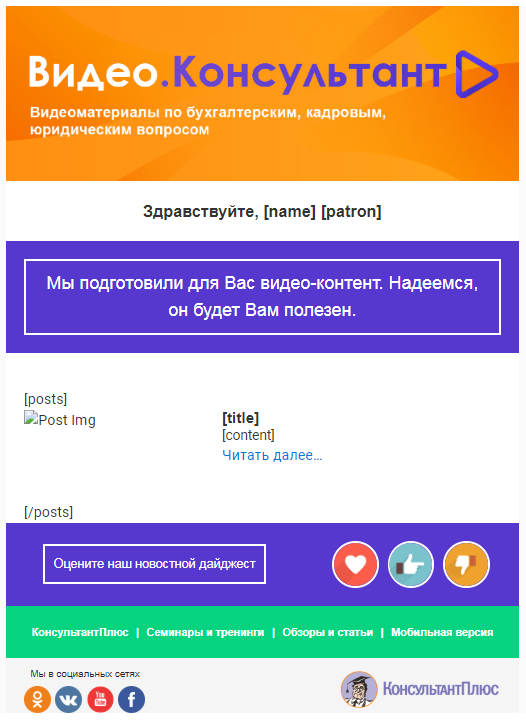 Видео.Консультант
Видеоматериалы по бухгалтерским, кадровым,
юридическим вопросом
Здравствуйте, [name] [patron]
Мы подготовили для Вас видео-контент. Надеемся,
он будет Вам полезен.
[posts]
Post Img
[title]
[content]
Читать далее...
[/posts]
Оцените наш новостной дайджест
КонсультантПлюс | Семинары и тренинги | Обзоры и статьи | Мобильная версия
Мы в социальных сетях
You Tube
КонсультантПлюс